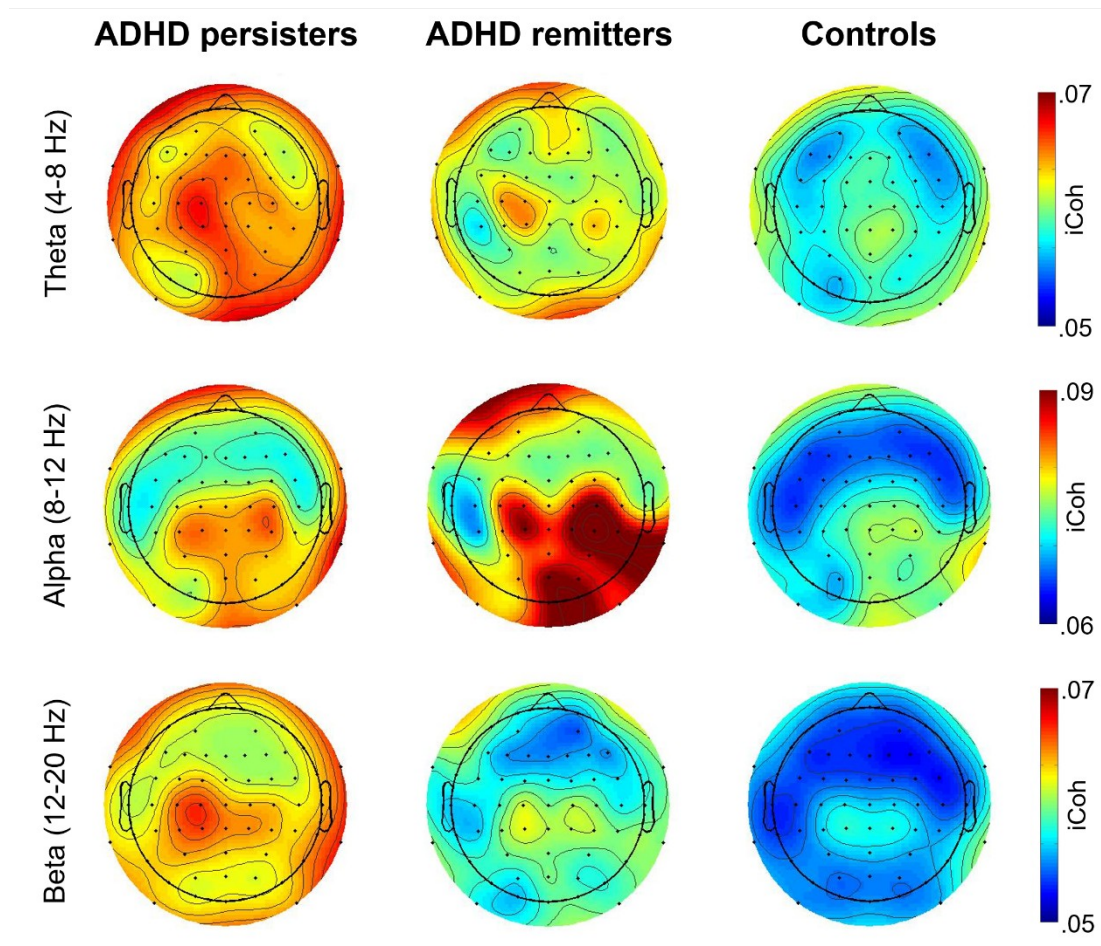 ADHD persisters ADHD remitters Controls
Theta (4-8 Hz)
.07
iCoh
.05
Alpha (8-12 Hz)
.09
iCoh
.06
Beta (12-20 Hz)
.07
iCoh
.05